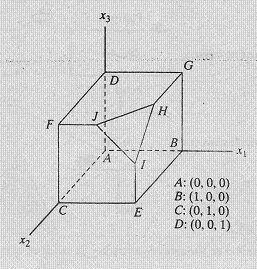 x3
G
D
F
J
H
A
I
B
x1
A: (0, 0, 0)
B: (1, 0, 0)
C: (0, 1, 0)
D: (0, 0, 1)
C
E
x2